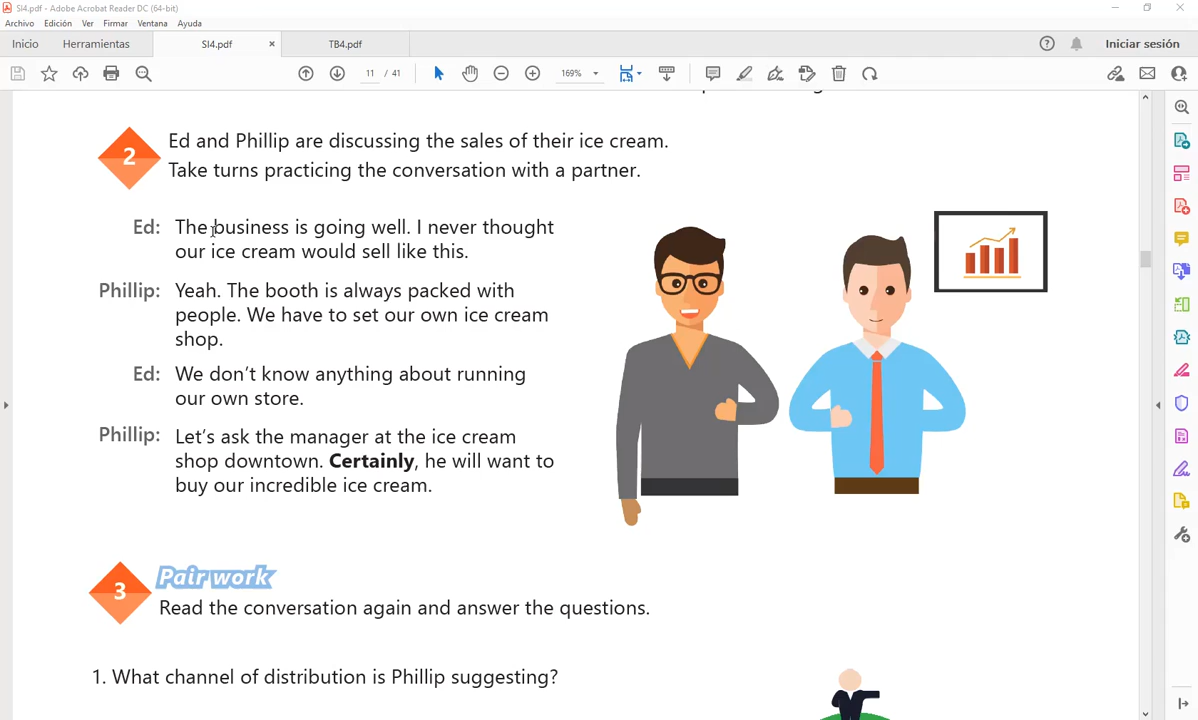 SI4.pdf - Adobe Acrobat Reader DC (64-bit)
Archivo Edición Ver Firmar Ventana Ayuda
Inicio Herramientas SI4.pdf × TB4.pdf Iniciar sesión
11 / 41 169%
2
Ed and Phillip are discussing the sales of their ice cream.
Take turns practicing the conversation with a partner.
Ed: The business is going well. I never thought
our ice cream would sell like this.
Phillip: Yeah. The booth is always packed with
people. We have to set our own ice cream
shop.
Ed: We don't know anything about running
our own store.
Phillip: Let's ask the manager at the ice cream
shop downtown. Certainly, he will want to
buy our incredible ice cream.
3
Pair work
Read the conversation again and answer the questions.
1. What channel of distribution is Phillip suggesting?